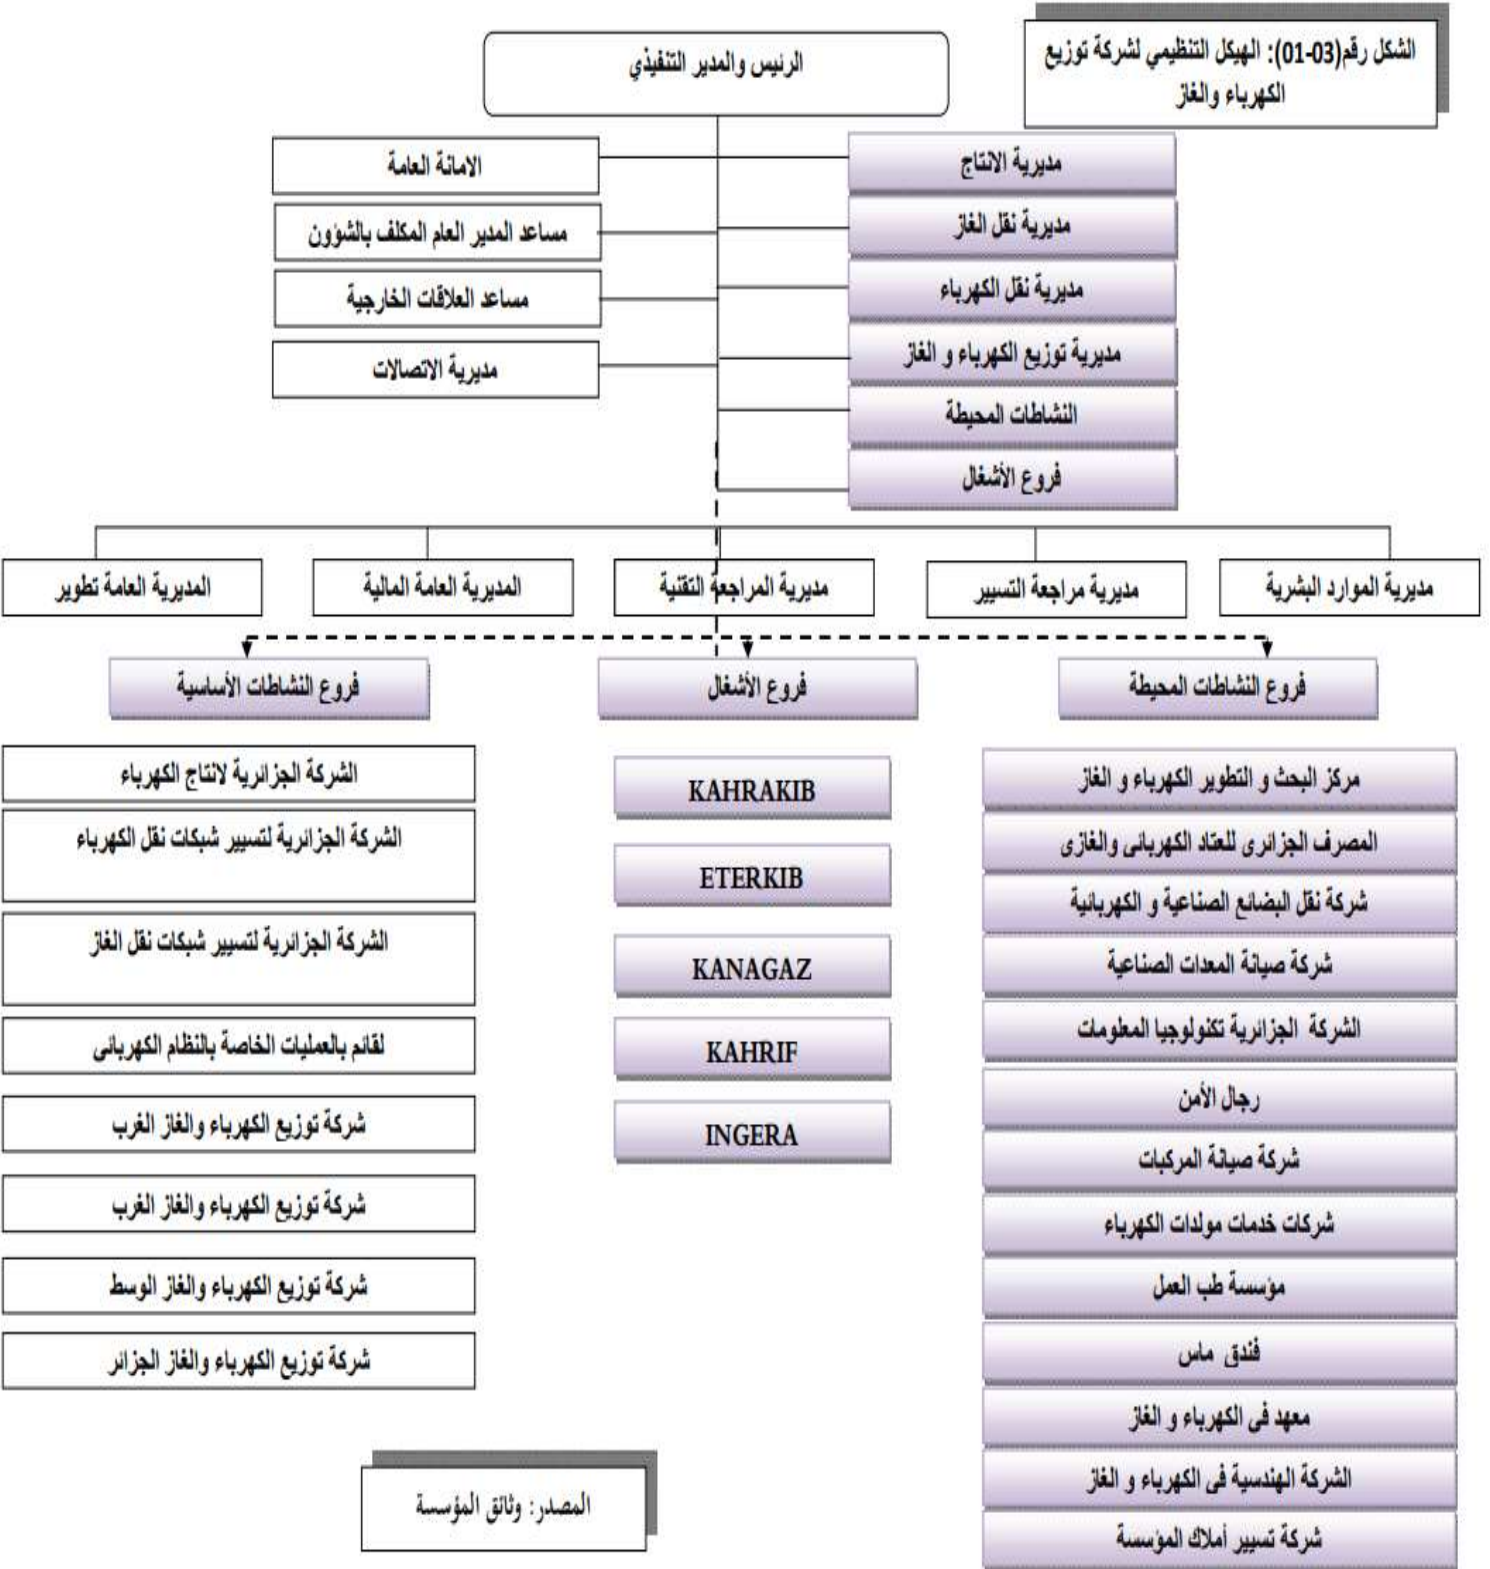 الشكل رقم(03-01): الهيكل التنظيمي لشركة توزيع
الكهرباء والغاز
الرئيس والمدير التنفيذي
مديرية الانتاج
مديرية نقل الغاز
مديرية نقل الكهرباء
مديرية توزيع الكهرباء و الغاز
النشاطات المحيطة
فروع الأشغال
الامانة العامة
مساعد المدير العام المكلف بالشؤون
مساعد العلاقات الخارجية
مديرية الاتصالات
مديرية الموارد البشرية
مديرية مراجعة التسيير
مديرية المراجعة التقنية
المديرية العامة المالية
المديرية العامة تطوير
فروع النشاطات المحيطة
مركز البحث و التطوير الكهرباء و الغاز
المصرف الجزائرى للعتاد الكهربائى والغازى
شركة نقل البضائع الصناعية و الكهربائية
شركة صيانة المعدات الصناعية
الشركة الجزائرية تكنولوجيا المعلومات
رجال الأمن
شركة صيانة المركبات
شركات خدمات مولدات الكهرباء
مؤسسة طب العمل
فندق ماس
معهد فى الكهرباء و الغاز
الشركة الهندسية فى الكهرباء و الغاز
شركة تسيير أملاك المؤسسة
فروع الأشغال
KAHRAKIB
ETERKIB
KANAGAZ
KAHRIF
INGERA
فروع النشاطات الأساسية
الشركة الجزائرية لانتاج الكهرباء
الشركة الجزائرية لتسيير شبكات نقل الكهرباء
الشركة الجزائرية لتسيير شبكات نقل الغاز
لقائم بالعمليات الخاصة بالنظام الكهربائى
شركة توزيع الكهرباء والغاز الغرب
شركة توزيع الكهرباء والغاز الغرب
شركة توزيع الكهرباء والغاز الوسط
شركة توزيع الكهرباء والغاز الجزائر
المصدر: وثائق المؤسسة